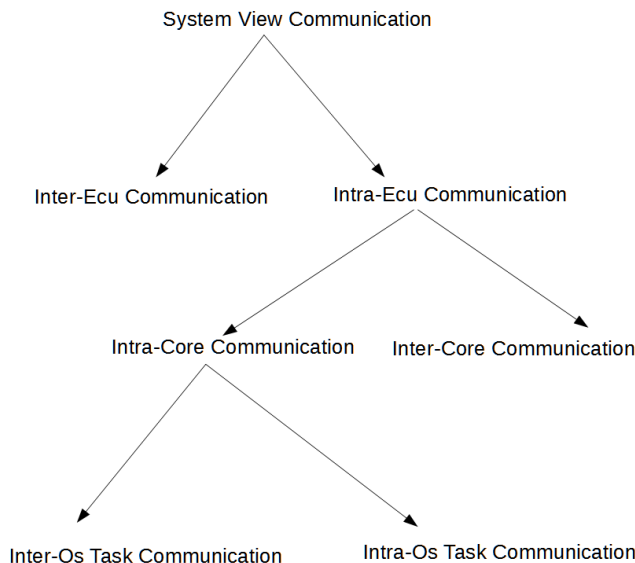 System View Communication
Inter-Ecu Communication
Intra-Ecu Communication
Intra-Core Communication
Inter-Core Communication
Inter-Os Task Communication
Intra-Os Task Communication